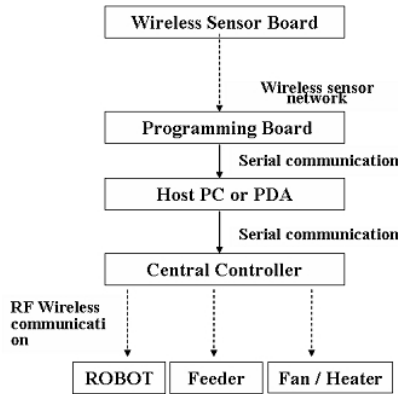 Wireless Sensor Board
Wireless sensor
network
Programming Board
Serial communication
Host PC or PDA
Serial communication
Central Controller
RF Wireless
communicati
on
ROBOT
Feeder
Fan / Heater